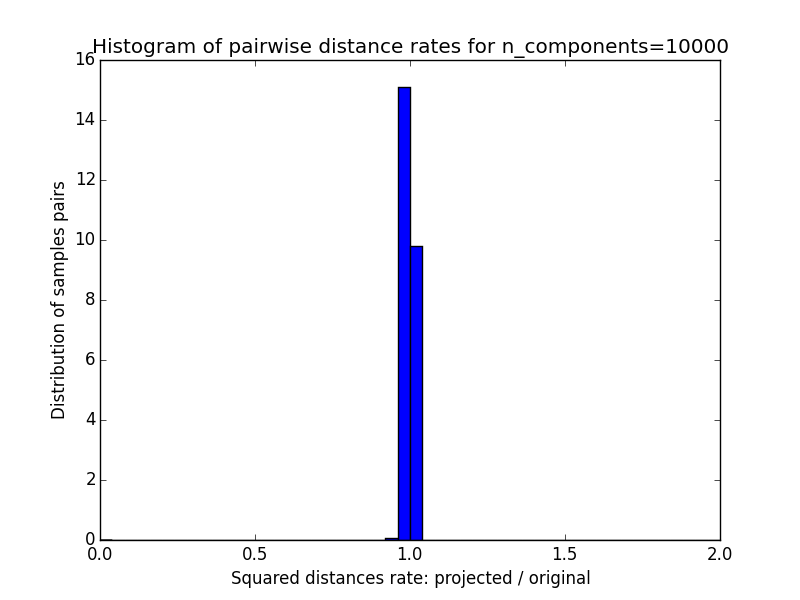 Histogram of pairwise distance rates for n_components=10000
16
14
12
10
8
6
4
2
0
Distribution of samples pairs
0.0 0.5 1.0 1.5 2.0
Squared distances rate: projected / original